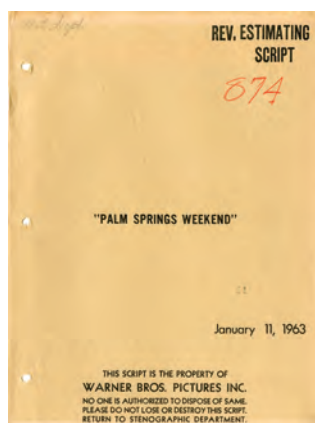 REV. ESTIMATING
SCRIPT
874
"PALM SPRINGS WEEKEND"
January 11, 1963
THIS SCRIPT IS THE PROPERTY OF
WARNER BROS. PICTURES INC.
NO ONE IS AUTHORIZED TO DISPOSE OF SAME.
PLEASE DO NOT LOSE OR DESTROY THIS SCRIPT.
RETURN TO STENOGRAPHIC DEPARTMENT.